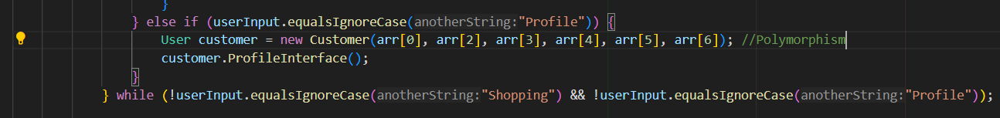 }
} else if (userInput.equalsIgnoreCase(anotherString:"Profile")) {
User customer = new Customer(arr[0], arr[2], arr[3], arr[4], arr[5], arr[6]); //Polymorphism
customer.ProfileInterface();
}
} while (!userInput.equalsIgnoreCase(anotherString:"Shopping") && !userInput.equalsIgnoreCase(anotherString:"Profile"));